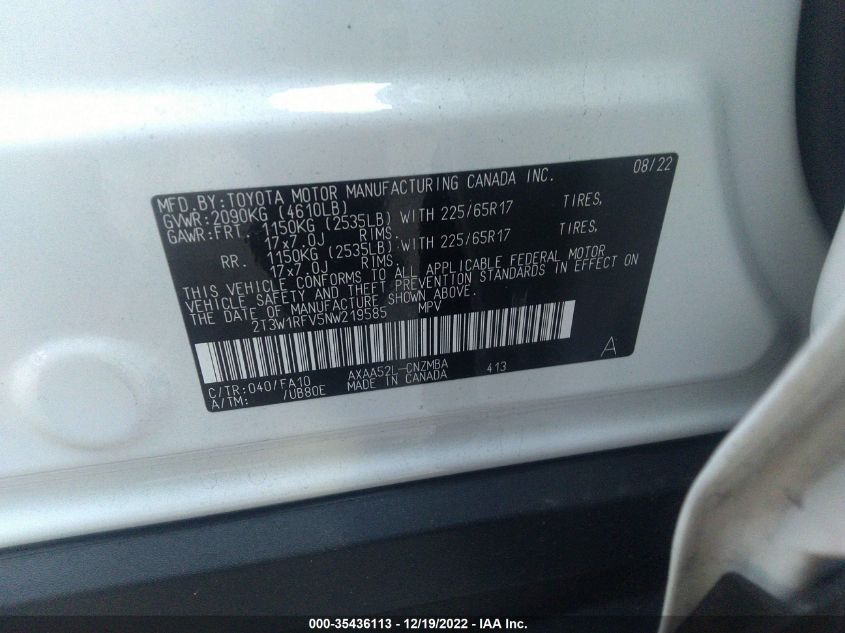 08/22
MFD.BY:TOYOTA MOTOR MANUFACTURING CANADA INC.
GVWR:2090KG (4610LB)
GAWR:FRT. 1150KG (2535LB) WITH 225/65R17 TIRES,
17x7.0J RIMS.
RR. 1150KG (2535LB) WITH 225/65R17 TIRES,
17x7.0J RIMS.
THIS VEHICLE CONFORMS TO ALL APPLICABLE FEDERAL MOTOR
VEHICLE SAFETY AND THEFT PREVENTION STANDARDS IN EFFECT ON
THE DATE OF MANUFACTURE SHOWN ABOVE.
2T3W1RFV5NW219585 MPV
A
C/TR:040/FA10 AXAA52L-CNZMBA 413
A/TM: /UB80E MADE IN CANADA
000-35436113 - 12/19/2022 - IAA Inc.